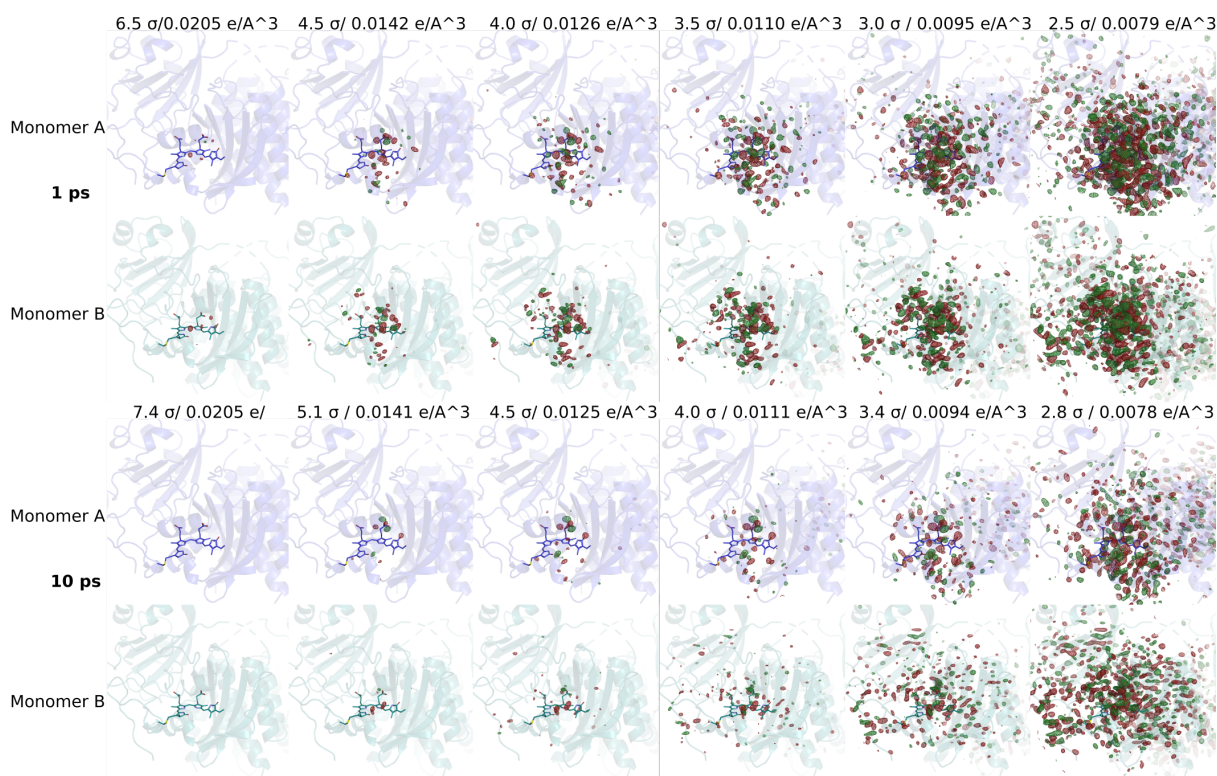 6.5 σ/0.0205 e/A^3 4.5 σ/ 0.0142 e/A^3 4.0 σ/ 0.0126 e/A^3 3.5 σ/ 0.0110 e/A^3 3.0 σ / 0.0095 e/A^3 2.5 σ/ 0.0079 e/A^3
Monomer A
1 ps
Monomer B
7.4 σ/ 0.0205 e/ 5.1 σ / 0.0141 e/A^3 4.5 σ/ 0.0125 e/A^3 4.0 σ / 0.0111 e/A^3 3.4 σ/ 0.0094 e/A^3 2.8 σ/ 0.0078 e/A^3
Monomer A
10 ps
Monomer B